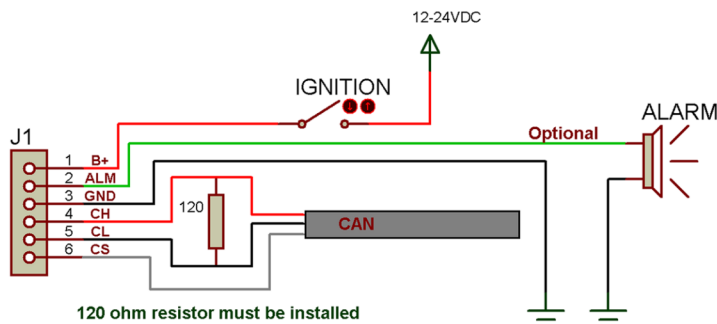 12-24VDC
IGNITION
ALARM
J1
Optional
1 B+
2 ALM
3 GND
4 CH
120
5 CL
CAN
6 CS
120 ohm resistor must be installed